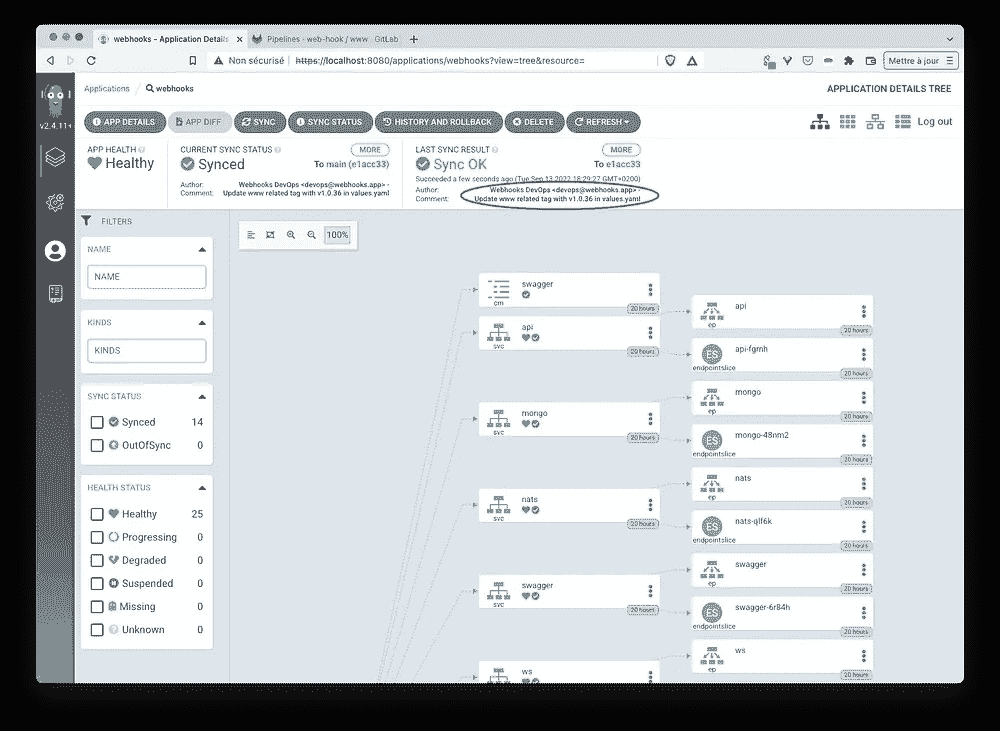 webhooks - Application Details
Pipelines - web-hook / www · GitLab
Non sécurisé
https://localhost:8080/applications/webhooks?view=tree&resource=
Mettre à jour
v2.4.11+
Applications / webhooks
APPLICATION DETAILS TREE
APP DETAILS
APP DIFF
SYNC
SYNC STATUS
HISTORY AND ROLLBACK
DELETE
REFRESH
Log out
APP HEALTH
Healthy
CURRENT SYNC STATUS
MORE
Synced
To main (e1acc33)
Author: Webhooks DevOps <devops@webhooks.app> -
Comment: Update www related tag with v1.0.36 in values.yaml
LAST SYNC RESULT
MORE
Sync OK
To e1acc33
Succeeded a few seconds ago (Tue Sep 13 2022 18:29:27 GMT+0200)
Author: Webhooks DevOps <devops@webhooks.app> -
Comment: Update www related tag with v1.0.36 in values.yaml
FILTERS
NAME
NAME
KINDS
KINDS
SYNC STATUS
Synced 14
OutOfSync 0
HEALTH STATUS
Healthy 25
Progressing 0
Degraded 0
Suspended 0
Missing 0
Unknown 0
100%
swagger
cm
20 hours
api
svc
20 hours
mongo
svc
20 hours
nats
svc
20 hours
swagger
svc
20 hours
ws
svc
api
ep
20 hours
ES
endpointslice
20 hours
mongo
ep
20 hours
ES
mongo-48nm2
endpointslice
20 hours
nats
ep
20 hours
ES
nats-qlf6k
endpointslice
20 hours
swagger
ep
20 hours
ES
swagger-6r84h
endpointslice
20 hours
ws
ep
20 hours